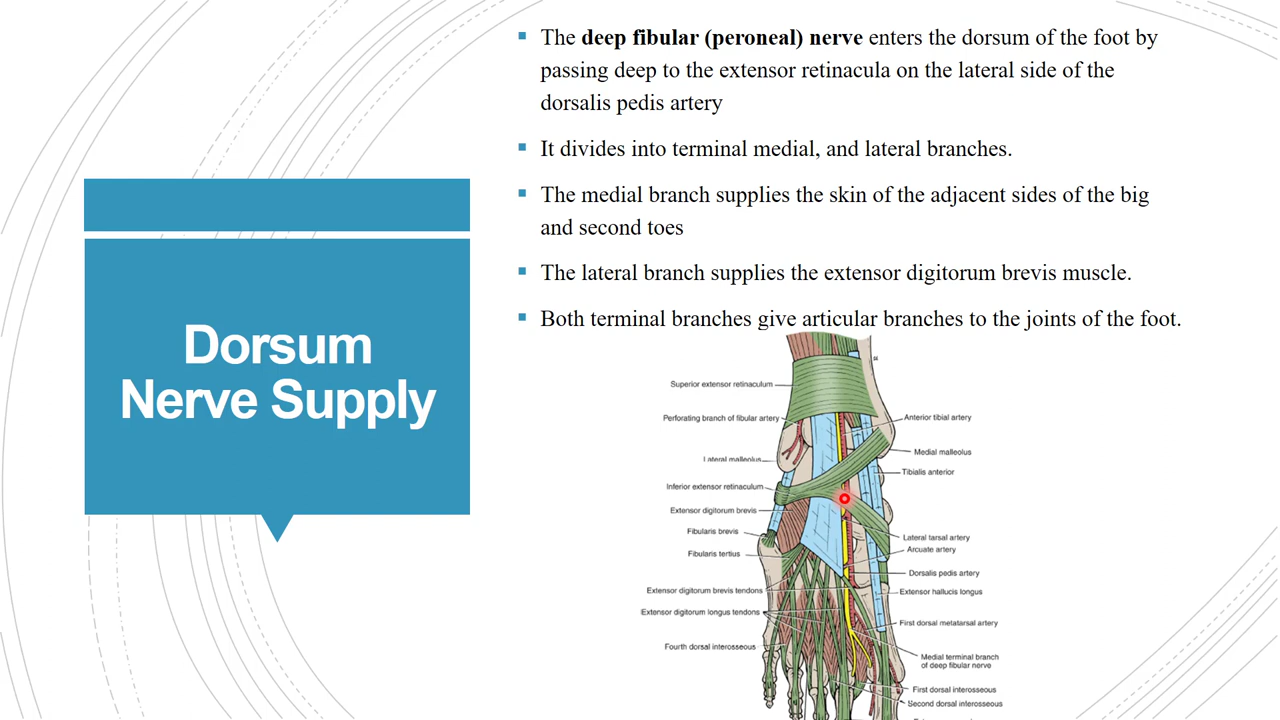 The deep fibular (peroneal) nerve enters the dorsum of the foot by
passing deep to the extensor retinacula on the lateral side of the
dorsalis pedis artery
It divides into terminal medial, and lateral branches.
The medial branch supplies the skin of the adjacent sides of the big
and second toes
The lateral branch supplies the extensor digitorum brevis muscle.
Both terminal branches give articular branches to the joints of the foot.
Dorsum
Nerve Supply
Superior extensor retinaculum
Perforating branch of fibular artery
Lateral malleolus
Inferior extensor retinaculum
Extensor digitorum brevis
Fibularis brevis
Fibularis tertius
Extensor digitorum brevis tendons
Extensor digitorum longus tendons
Fourth dorsal interosseous
Anterior tibial artery
Medial malleolus
Tibialis anterior
Lateral tarsal artery
Arcuate artery
Dorsalis pedis artery
Extensor hallucis longus
First dorsal metatarsal artery
Medial terminal branch
of deep fibular nerve
First dorsal interosseous
Second dorsal interosseous